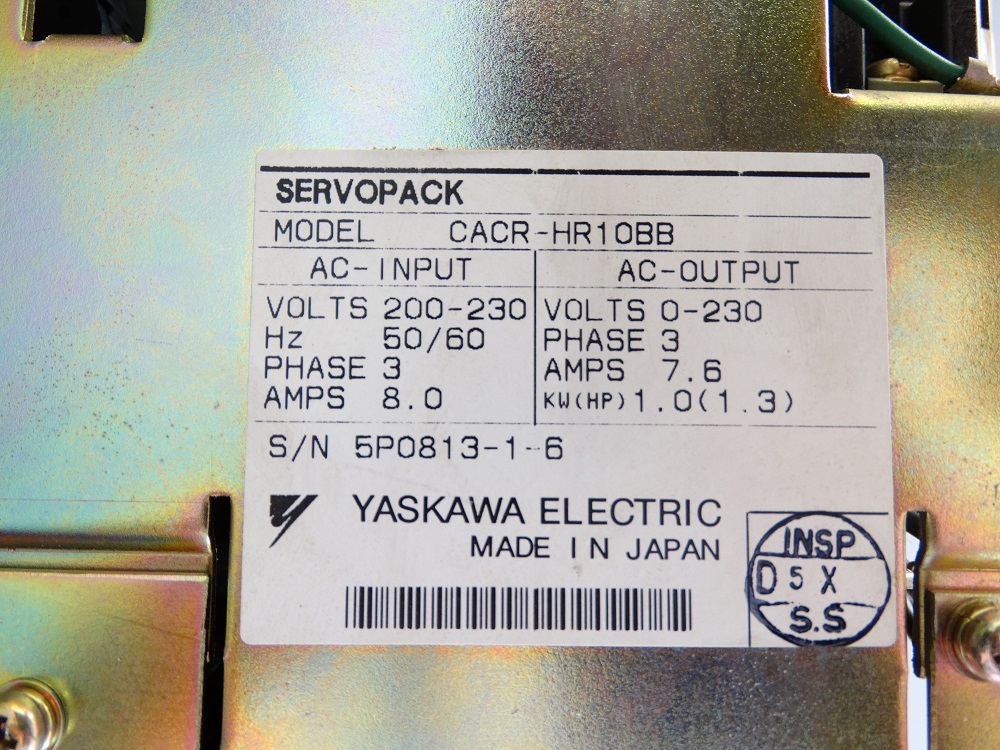 SERVOPACK
MODEL CACR-HR10BB
AC-INPUT
VOLTS 200-230
Hz 50/60
PHASE 3
AMPS 8.0
AC-OUTPUT
VOLTS 0-230
PHASE 3
AMPS 7.6
KW(HP) 1.0(1.3)
S/N 5P0813-1-6
YASKAWA ELECTRIC
MADE IN JAPAN
INSP
D 5 X
S.S